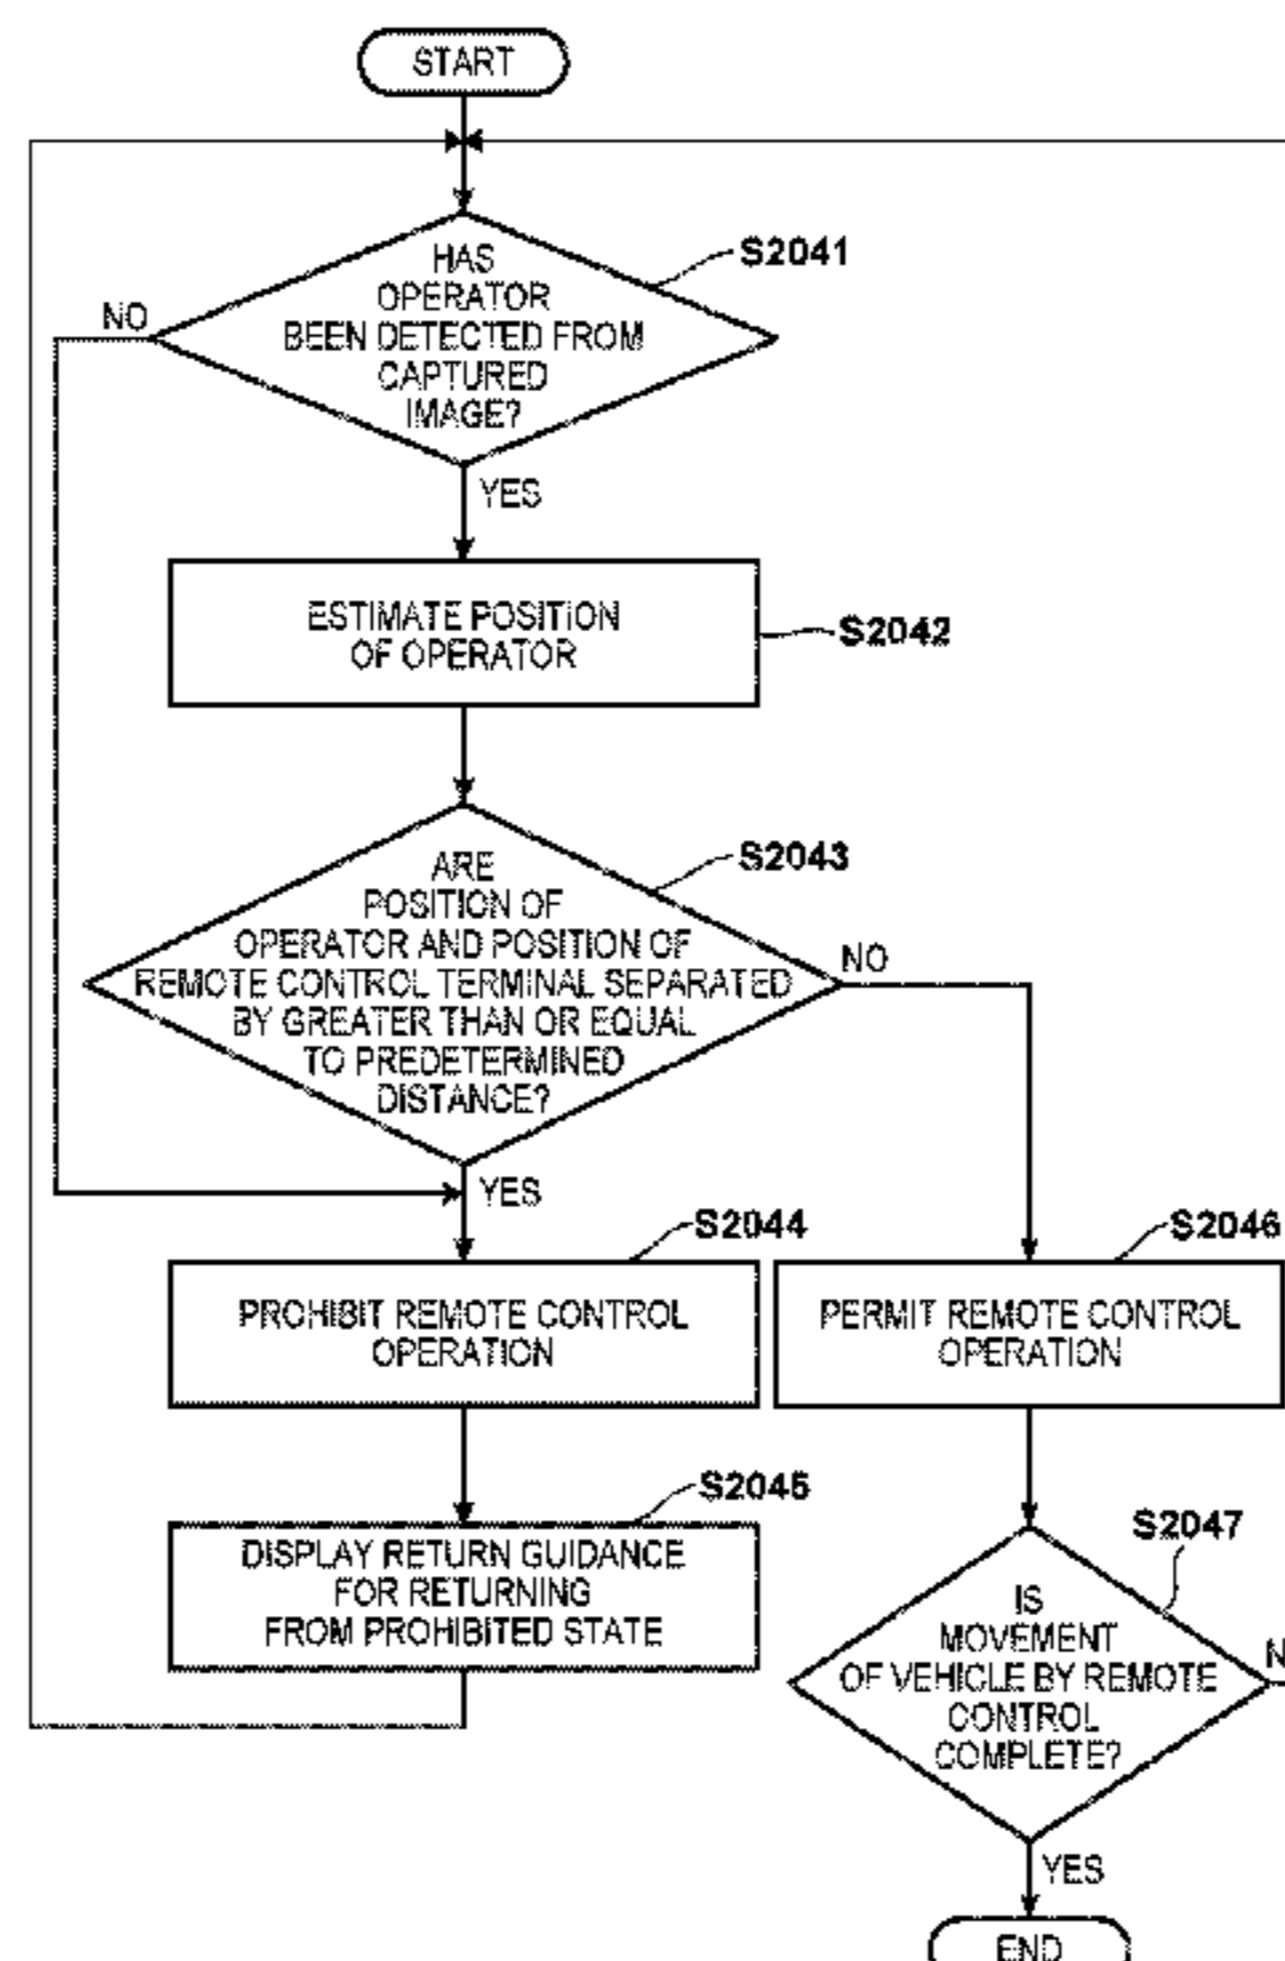 START
S2041
HAS
OPERATOR
BEEN DETECTED FROM
CAPTURED
IMAGE?
NO
YES
ESTIMATE POSITION
OF OPERATOR
S2042
S2043
ARE
POSITION OF
OPERATOR AND POSITION OF
REMOTE CONTROL TERMINAL SEPARATED
BY GREATER THAN OR EQUAL
TO PREDETERMINED
DISTANCE?
NO
YES
S2044
PROHIBIT REMOTE CONTROL
OPERATION
S2046
PERMIT REMOTE CONTROL
OPERATION
S2045
DISPLAY RETURN GUIDANCE
FOR RETURNING
FROM PROHIBITED STATE
S2047
IS
MOVEMENT
OF VEHICLE BY REMOTE
CONTROL
COMPLETE?
YES
END